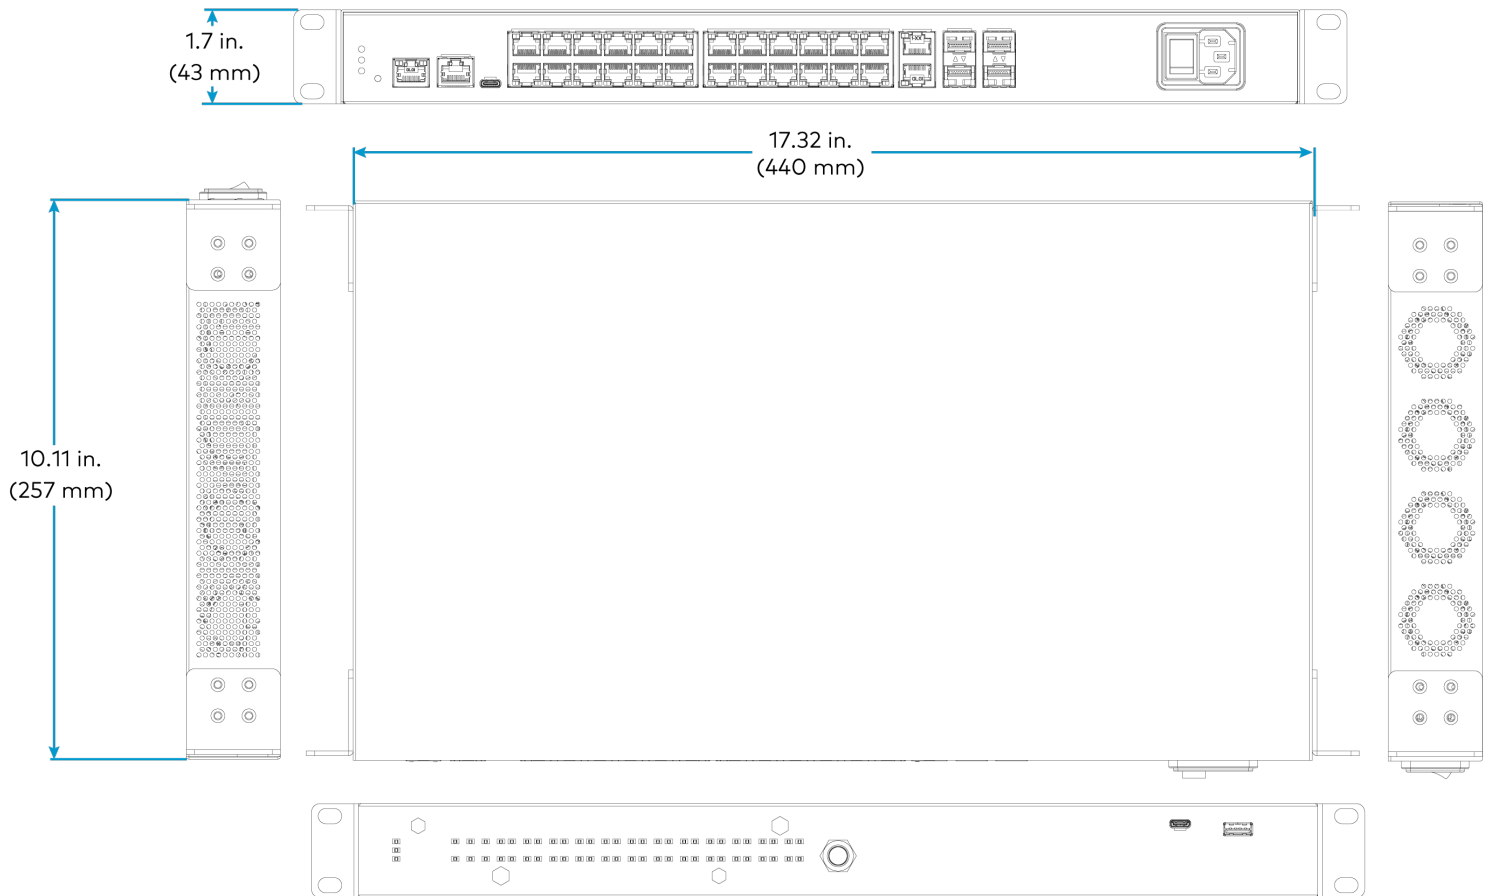 1.7 in.
(43 mm)
17.32 in.
(440 mm)
10.11 in.
(257 mm)